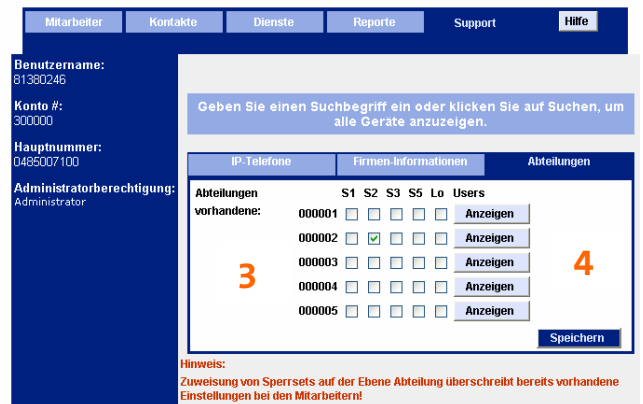 Mitarbeiter Kontakte Dienste Reporte Support Hilfe
Benutzername:
81380246
Konto #:
300000
Hauptnummer:
0485007100
Administratorberechtigung:
Administrator
Geben Sie einen Suchbegriff ein oder klicken Sie auf Suchen, um
alle Geräte anzuzeigen.
IP-Telefone Firmen-Informationen Abteilungen
Abteilungen S1 S2 S3 S5 Lo Users
vorhandene: 000001 Anzeigen
000002 Anzeigen
000003 Anzeigen
000004 Anzeigen
000005 Anzeigen
3
4
Speichern
Hinweis:
Zuweisung von Sperrsets auf der Ebene Abteilung überschreibt bereits vorhandene
Einstellungen bei den Mitarbeitern!